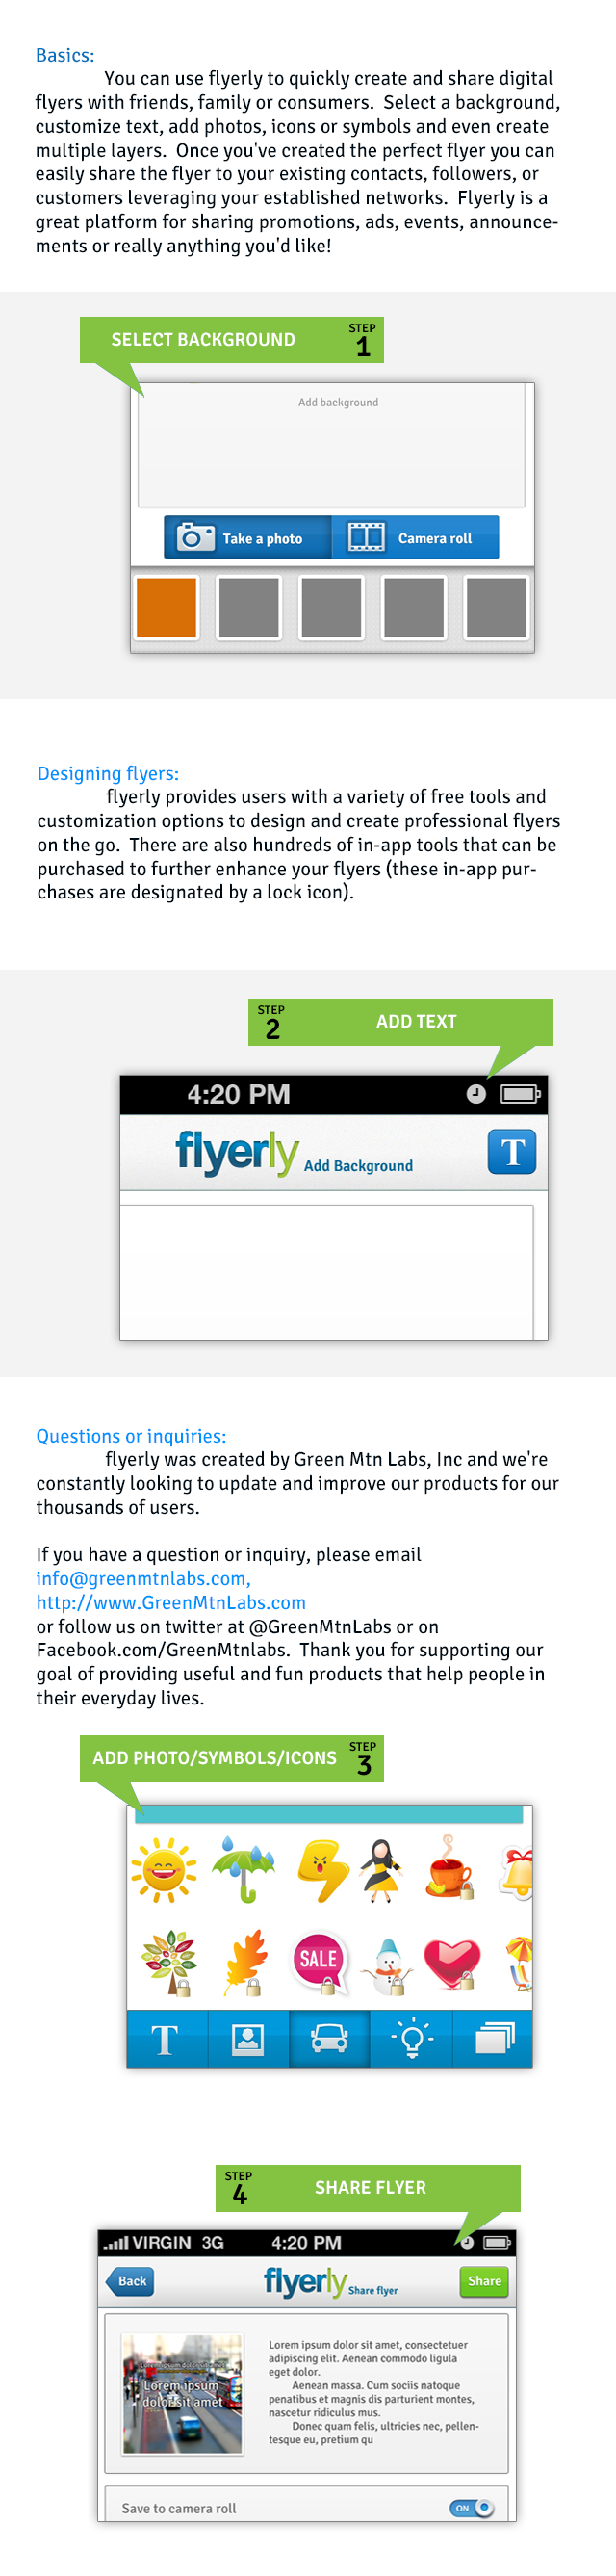 Basics:
You can use flyerly to quickly create and share digital
flyers with friends, family or consumers.  Select a background,
customize text, add photos, icons or symbols and even create
multiple layers.  Once you've created the perfect flyer you can
easily share the flyer to your existing contacts, followers, or
customers leveraging your established networks.  Flyerly is a
great platform for sharing promotions, ads, events, announce-
ments or really anything you'd like!
SELECT BACKGROUND
STEP
1
Add background
Take a photo
Camera roll
Designing flyers:
flyerly provides users with a variety of free tools and
customization options to design and create professional flyers
on the go.  There are also hundreds of in-app tools that can be
purchased to further enhance your flyers (these in-app pur-
chases are designated by a lock icon).
STEP
2
ADD TEXT
4:20 PM
flyerly Add Background
T
Questions or inquiries:
flyerly was created by Green Mtn Labs, Inc and we're
constantly looking to update and improve our products for our
thousands of users.
If you have a question or inquiry, please email
info@greenmtnlabs.com,
http://www.GreenMtnLabs.com
or follow us on twitter at @GreenMtnLabs or on
Facebook.com/GreenMtnlabs.  Thank you for supporting our
goal of providing useful and fun products that help people in
their everyday lives.
ADD PHOTO/SYMBOLS/ICONS
STEP
3
SALE
T
STEP
4
SHARE FLYER
VIRGIN 3G 4:20 PM
Back
flyerly Share flyer
Share
Lorem ipsum dolor sit amet
Lorem ipsum
dolor sit amet
Lorem ipsum dolor sit amet, consectetuer
adipiscing elit. Aenean commodo ligula
eget dolor.
Aenean massa. Cum sociis natoque
penatibus et magnis dis parturient montes,
nascetur ridiculus mus.
Donec quam felis, ultricies nec, pellen-
tesque eu, pretium qu
Save to camera roll
ON